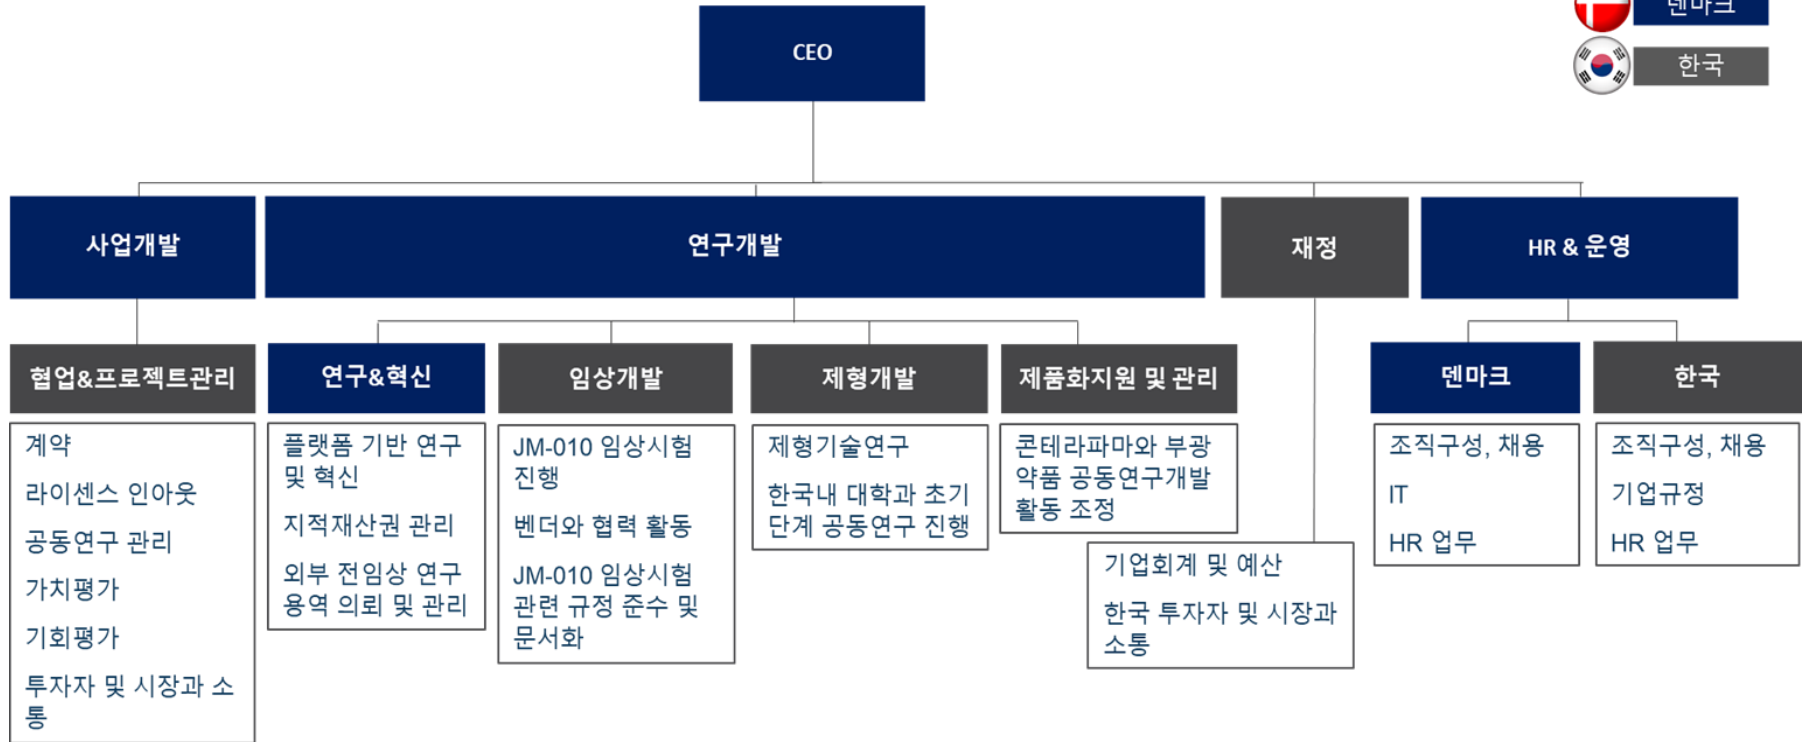 덴마크
CEO
한국
사업개발
연구개발
재정
HR & 운영
협업&프로젝트관리
연구&혁신
임상개발
제형개발
제품화지원 및 관리
덴마크
한국
계약
라이센스 인아웃
공동연구 관리
가치평가
기회평가
투자자 및 시장과 소
통
플랫폼 기반 연구
및 혁신
지적재산권 관리
외부 전임상 연구
용역 의뢰 및 관리
JM-010 임상시험
진행
벤더와 협력 활동
JM-010 임상시험
관련 규정 준수 및
문서화
제형기술연구
한국내 대학과 초기
단계 공동연구 진행
콘테라파마와 부광
약품 공동연구개발
활동 조정
기업회계 및 예산
한국 투자자 및 시장과
소통
조직구성, 채용
IT
HR 업무
조직구성, 채용
기업규정
HR 업무